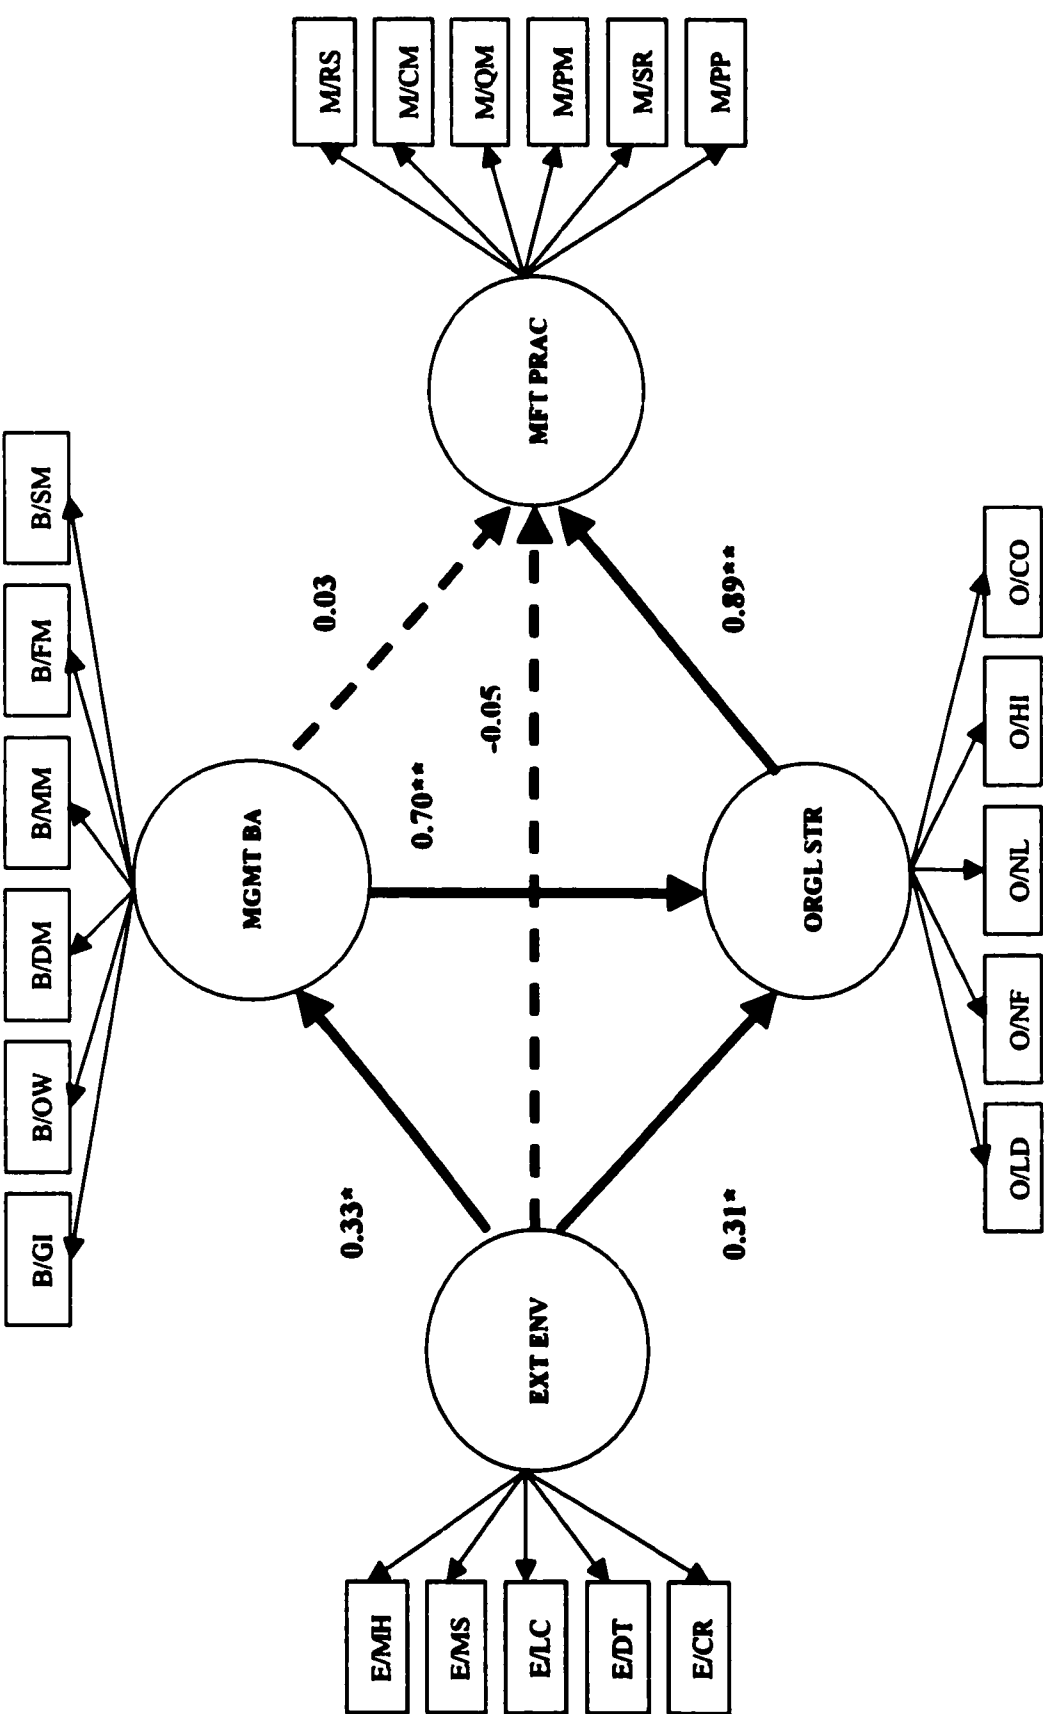 B/GI
B/OW
B/DM
B/MM
B/FM
B/SM
MGMT BA
0.33*
0.03
0.70**
-0.05
E/MH
E/MS
E/LC
E/DT
E/CR
EXT ENV
MFT PRAC
M/RS
M/CM
M/QM
M/PM
M/SR
M/PP
0.31*
0.89**
ORGL STR
O/LD
O/NF
O/NL
O/HI
O/CO